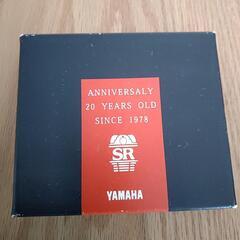 ANNIVERSALY
20 YEARS OLD
SINCE 1978
SR
YAMAHA